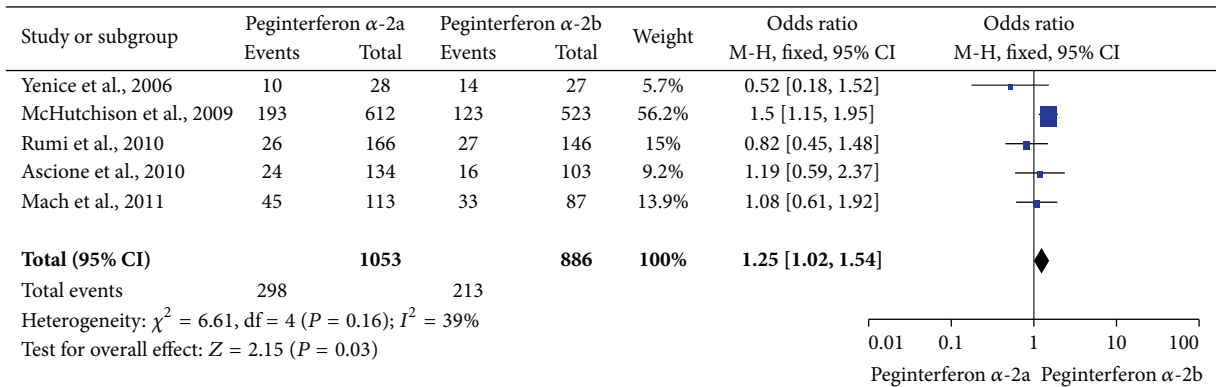 Study or subgroup Peginterferon α-2a Peginterferon α-2b Weight Odds ratio Odds ratio
Events Total Events Total M-H, fixed, 95% CI M-H, fixed, 95% CI
Yenice et al., 2006 10 28 14 27 5.7% 0.52 [0.18, 1.52]
McHutchison et al., 2009 193 612 123 523 56.2% 1.5 [1.15, 1.95]
Rumi et al., 2010 26 166 27 146 15% 0.82 [0.45, 1.48]
Ascione et al., 2010 24 134 16 103 9.2% 1.19 [0.59, 2.37]
Mach et al., 2011 45 113 33 87 13.9% 1.08 [0.61, 1.92]
Total (95% CI) 1053 886 100% 1.25 [1.02, 1.54]
Total events 298 213
Heterogeneity: χ² = 6.61, df = 4 (P = 0.16); I² = 39%
Test for overall effect: Z = 2.15 (P = 0.03)
0.01 0.1 1 10 100
Peginterferon α-2a Peginterferon α-2b